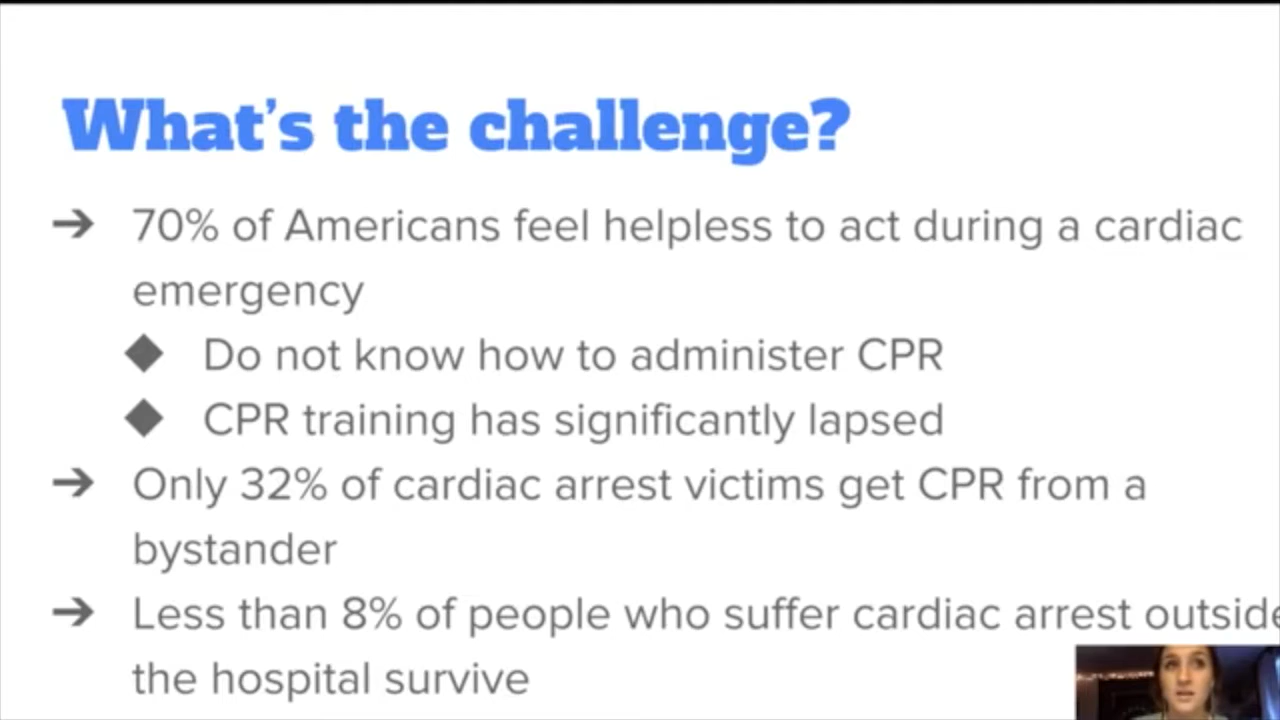 What's the challenge?
➔ 70% of Americans feel helpless to act during a cardiac
emergency
◆ Do not know how to administer CPR
◆ CPR training has significantly lapsed
➔ Only 32% of cardiac arrest victims get CPR from a
bystander
➔ Less than 8% of people who suffer cardiac arrest outside
the hospital survive